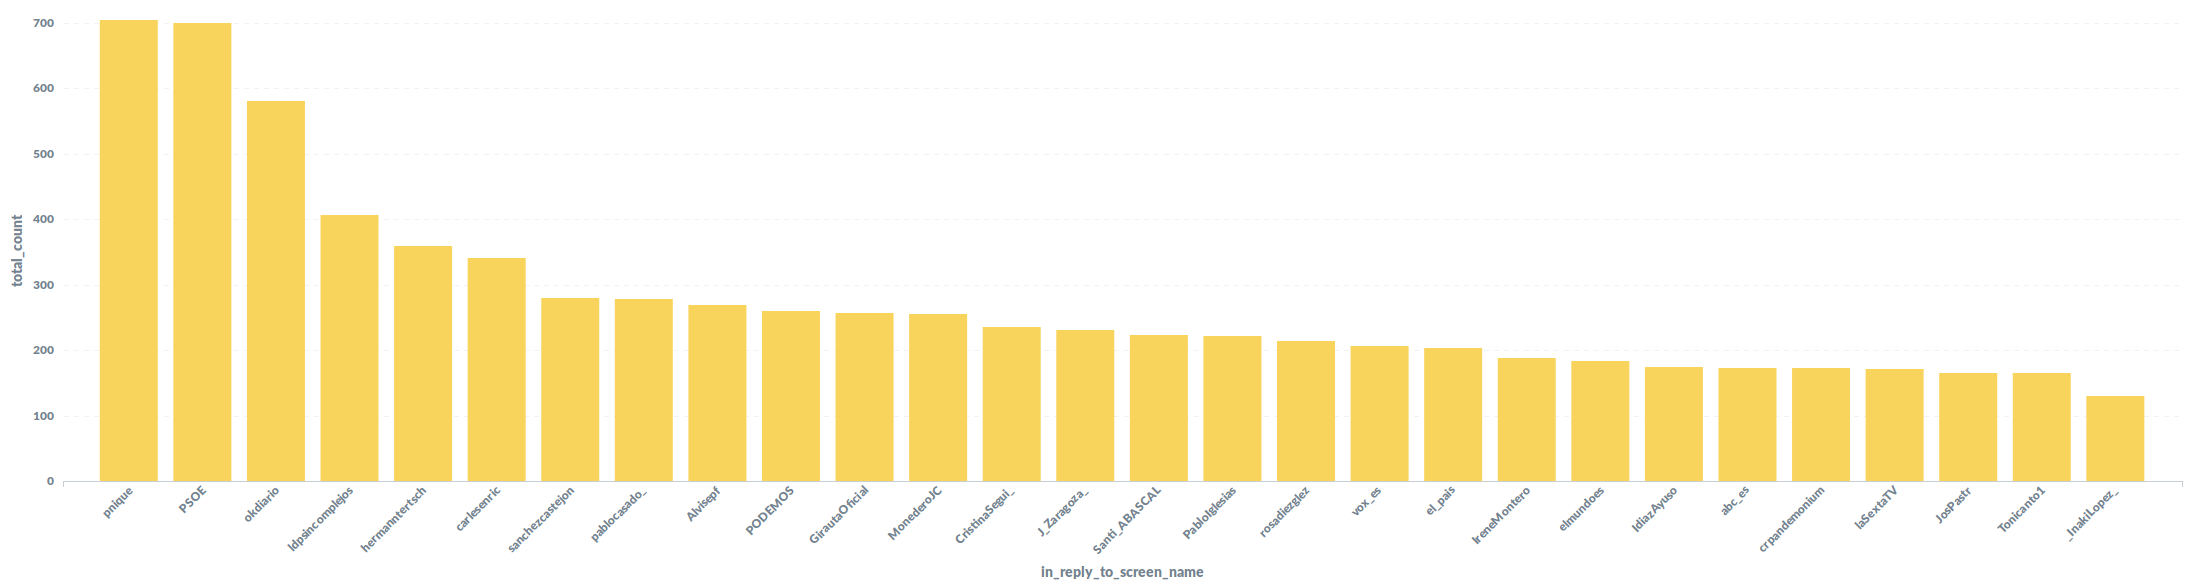 total_count
700
600
500
400
300
200
100
0
pnique
PSOE
okdiario
ldpsincomplejos
hermanntertsch
carlesenric
sanchezcastejon
pablocasado_
Alvisepf
PODEMOS
GirautaOficial
MonederoJC
CristinaSegui_
J_Zaragoza_
Santi_ABASCAL
PabloIglesias
rosadiezglez
vox_es
el_pais
IreneMontero
elmundoes
IdiazAyuso
abc_es
crpandemonium
laSextaTV
JosPastr
Tonicanto1
_InakiLopez_
in_reply_to_screen_name